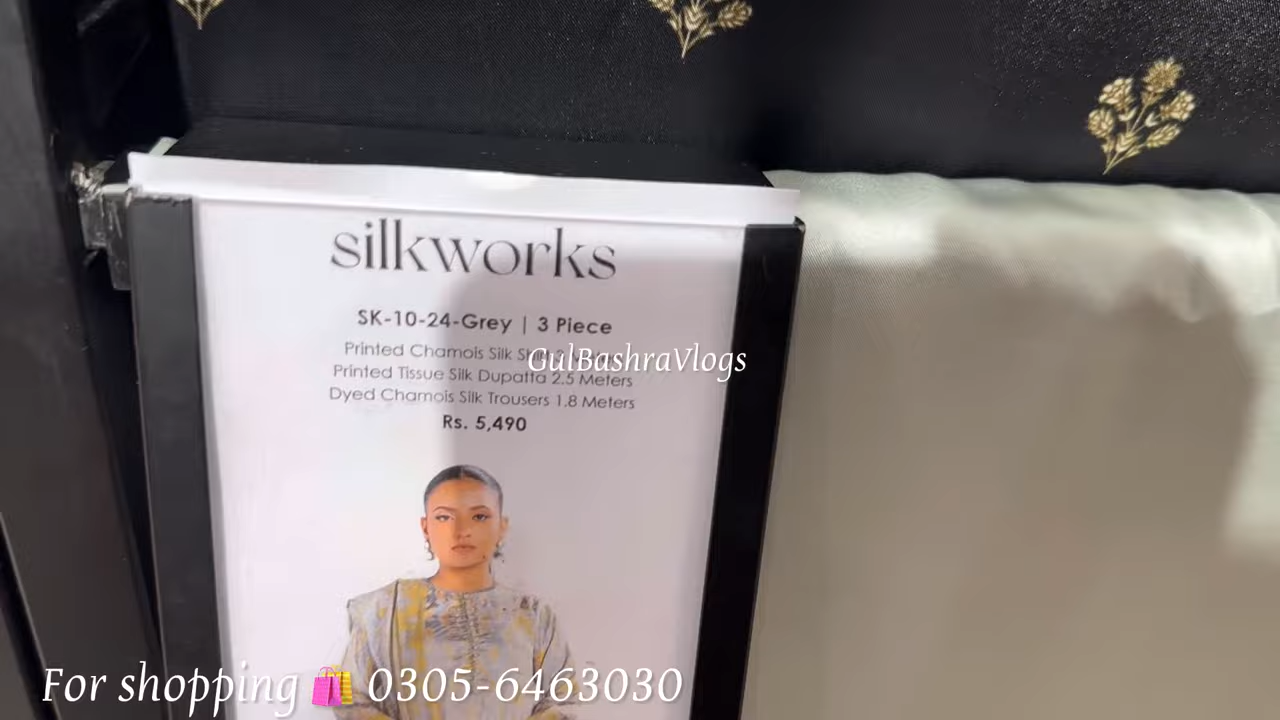 silkworks
SK-10-24-Grey | 3 Piece
Printed Chamois Silk
GulBashraVlogs
Printed Tissue Silk Dupatta 2.5 Meters
Dyed Chamois Silk Trousers 1.8 Meters
Rs. 5,490
For shopping 🛍️ 0305-6463030